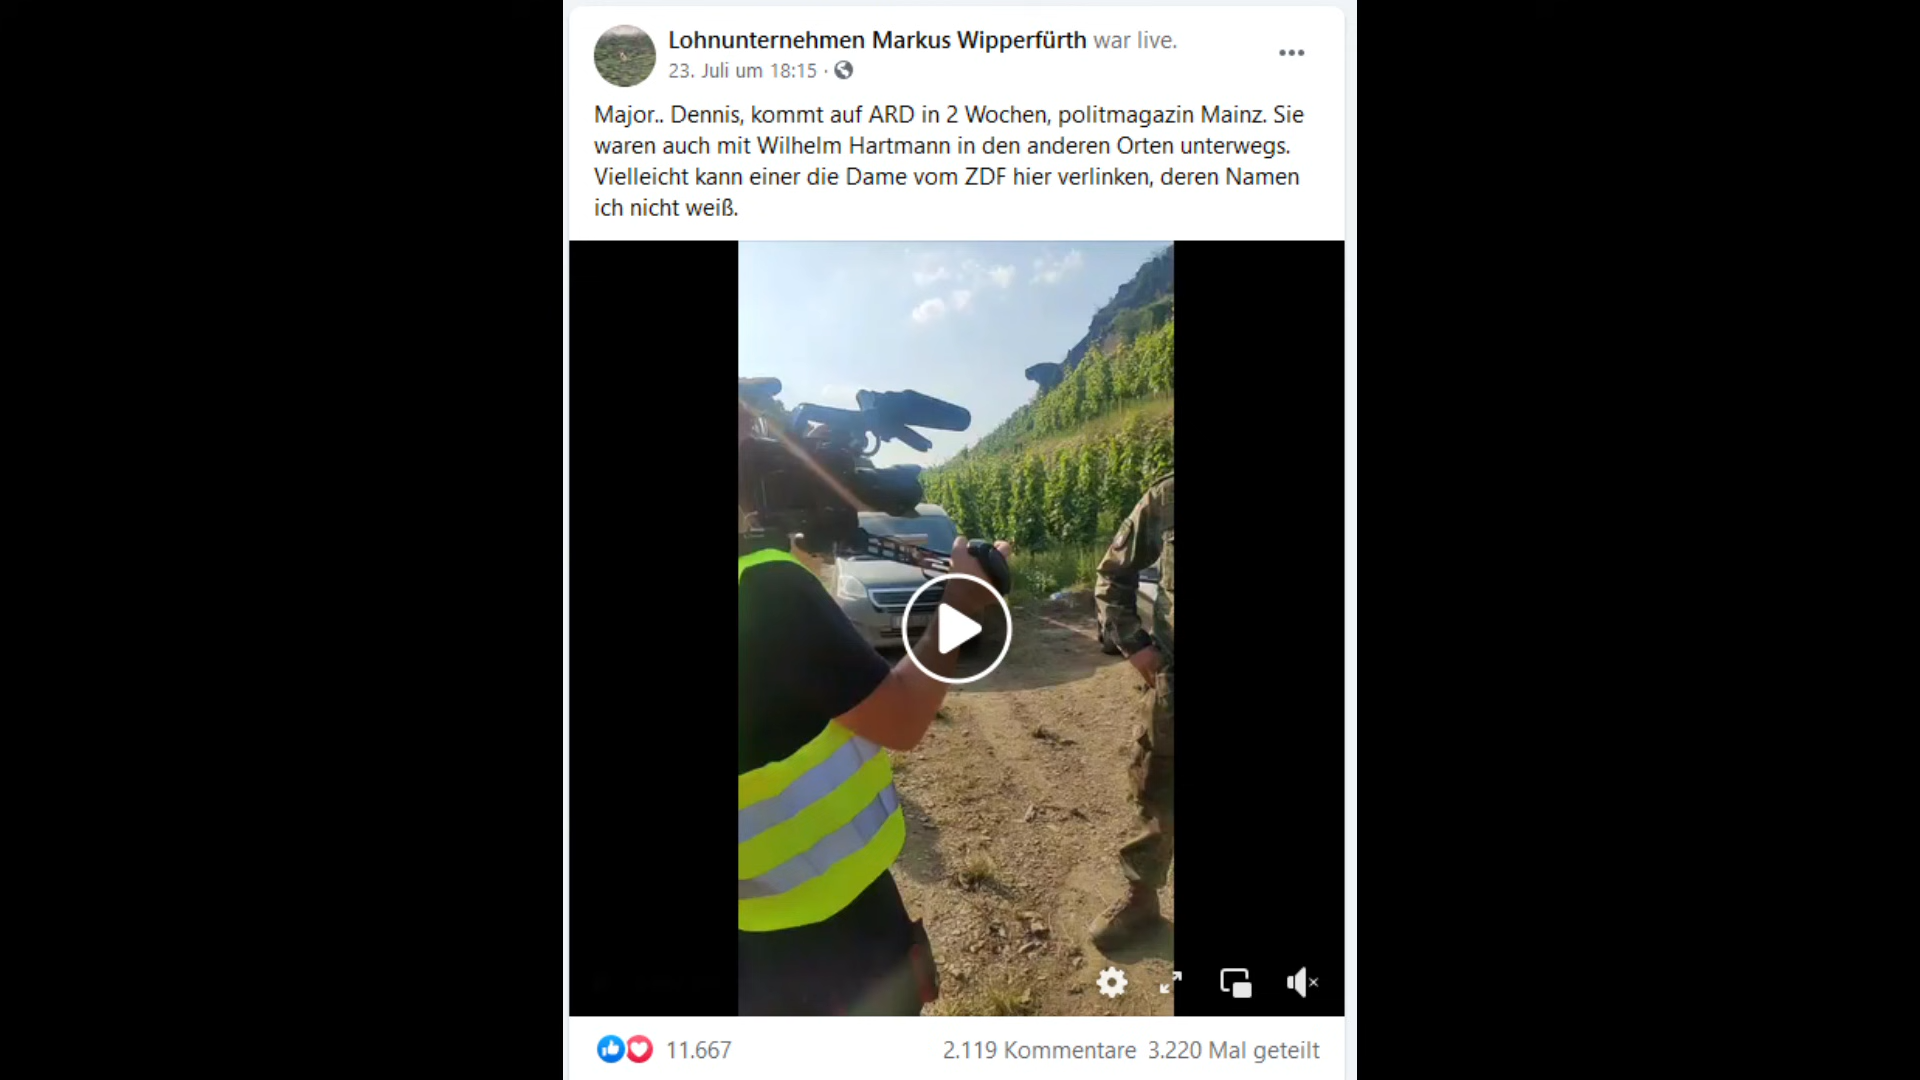 Lohnunternehmen Markus Wipperfürth war live.
23. Juli um 18:15 ·
Major.. Dennis, kommt auf ARD in 2 Wochen, politmagazin Mainz. Sie
waren auch mit Wilhelm Hartmann in den anderen Orten unterwegs.
Vielleicht kann einer die Dame vom ZDF hier verlinken, deren Namen
ich nicht weiß.
11.667
2.119 Kommentare 3.220 Mal geteilt